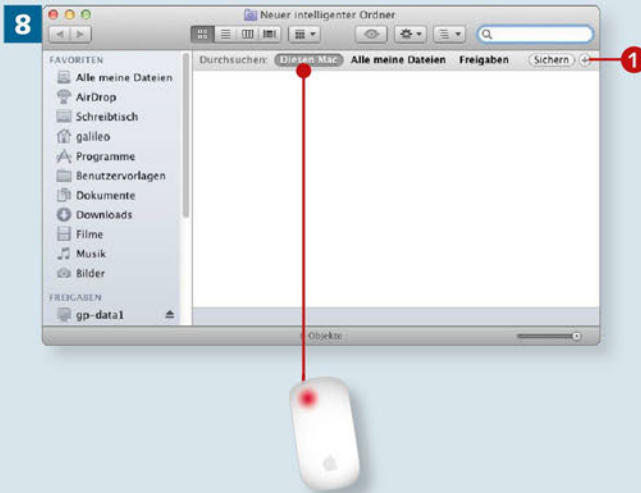 8
Neuer intelligenter Ordner
FAVORITEN
Alle meine Dateien
AirDrop
Schreibtisch
galileo
Programme
Benutzervorlagen
Dokumente
Downloads
Filme
Musik
Bilder
FREIGABEN
gp-data1
Durchsuchen: Diesen Mac Alle meine Dateien Freigaben Sichern
1
Objekte